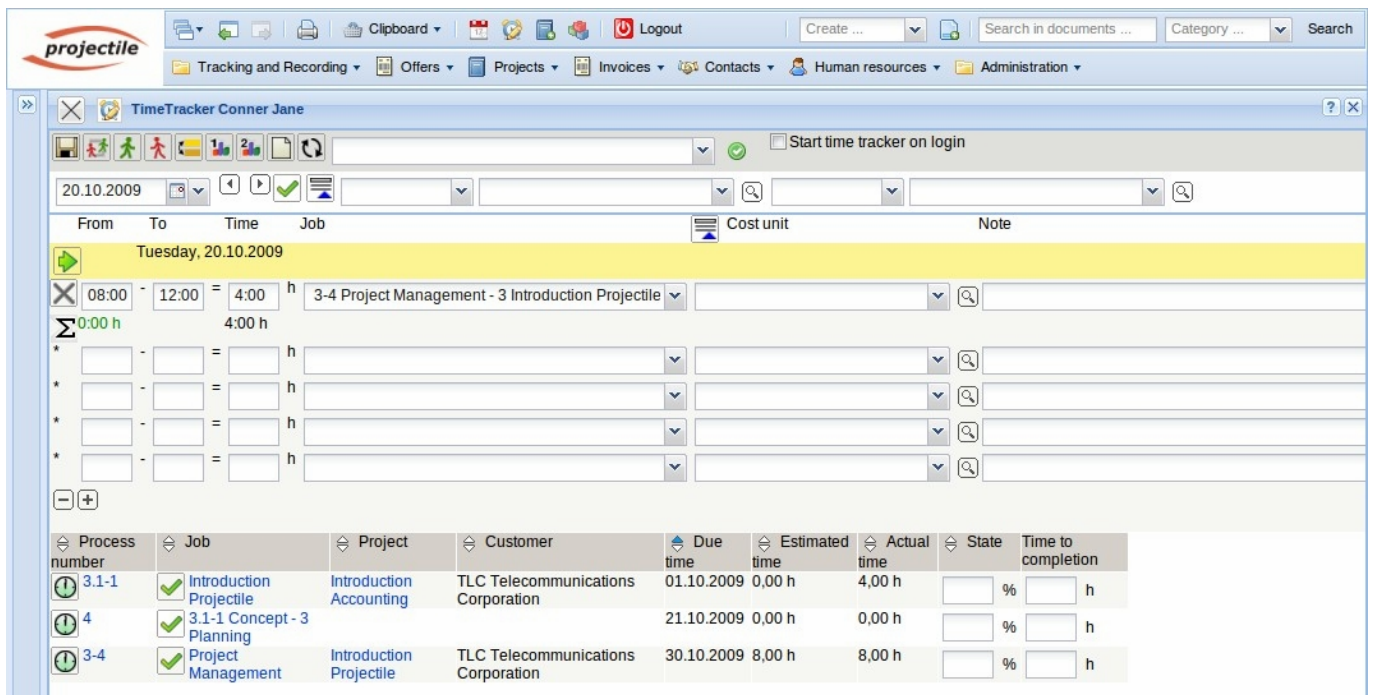 projectile
Clipboard
Logout
Create ...
Search in documents ...
Category ...
Search
Tracking and Recording
Offers
Projects
Invoices
Contacts
Human resources
Administration
TimeTracker Conner Jane
Start time tracker on login
20.10.2009
From To Time Job Cost unit Note
Tuesday, 20.10.2009
08:00 - 12:00 = 4:00 h 3-4 Project Management - 3 Introduction Projectile
Σ 0:00 h 4:00 h
* - = h
* - = h
* - = h
* - = h
Process number Job Project Customer Due time Estimated time Actual time State Time to completion
3.1-1 Introduction Projectile Introduction Accounting TLC Telecommunications Corporation 01.10.2009 0,00 h 4,00 h % h
4 3.1-1 Concept - 3 Planning 21.10.2009 0,00 h 0,00 h % h
3-4 Project Management Introduction Projectile TLC Telecommunications Corporation 30.10.2009 8,00 h 8,00 h % h